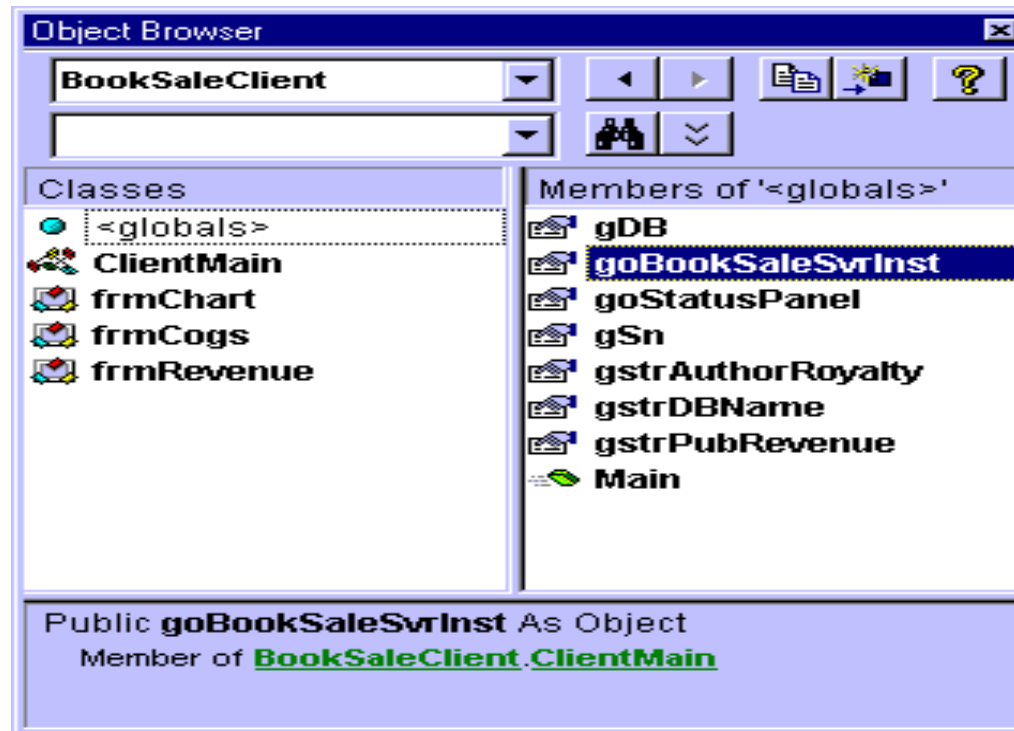 Object Browser
BookSaleClient
Classes
<globals>
ClientMain
frmChart
frmCogs
frmRevenue
Members of '<globals>'
gDB
goBookSaleSvrInst
goStatusPanel
gSn
gstrAuthorRoyalty
gstrDBName
gstrPubRevenue
Main
Public goBookSaleSvrInst As Object
Member of BookSaleClient.ClientMain